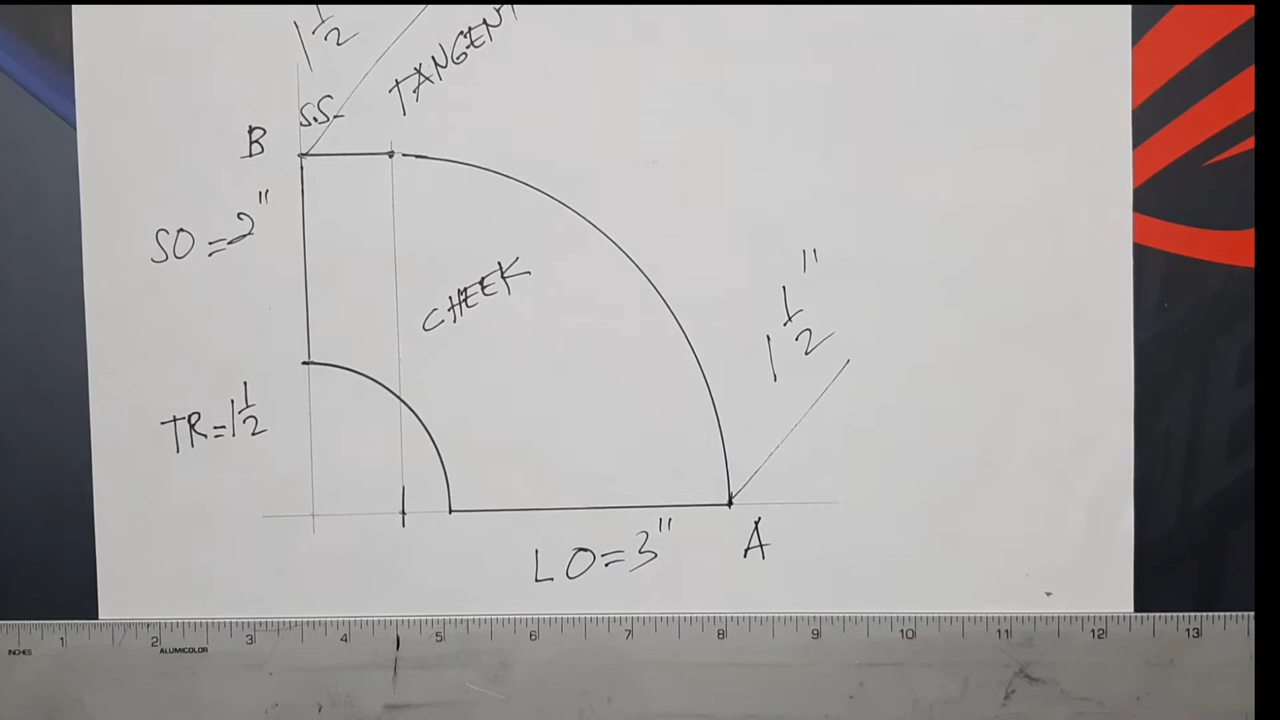 1 1/2
TANGENT
S.S.
B
SO=2"
CHEEK
1 1/2"
TR=1 1/2
LO=3"
A
1 2 3 4 5 6 7 8 9 10 11 12 13
INCHES
ALUMICOLOR